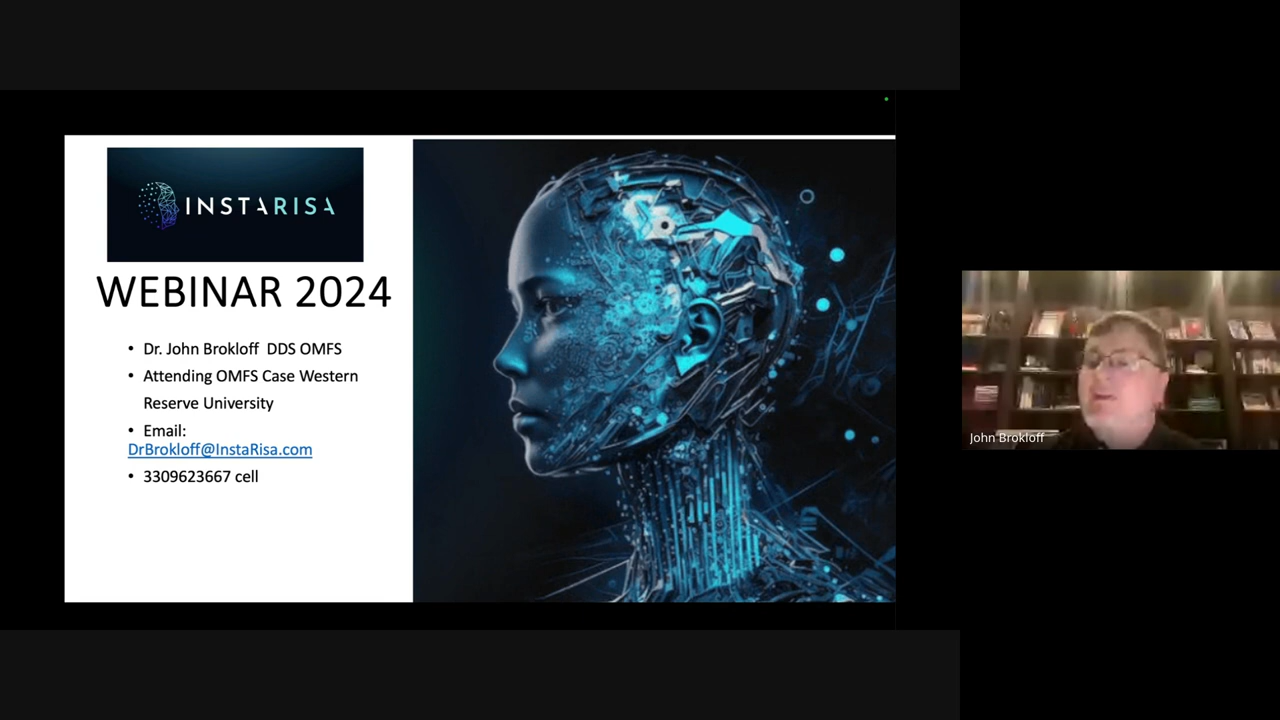 INSTARISA
WEBINAR 2024
• Dr. John Brokloff DDS OMFS
• Attending OMFS Case Western
Reserve University
• Email:
DrBrokloff@InstaRisa.com
• 3309623667 cell
John Brokloff